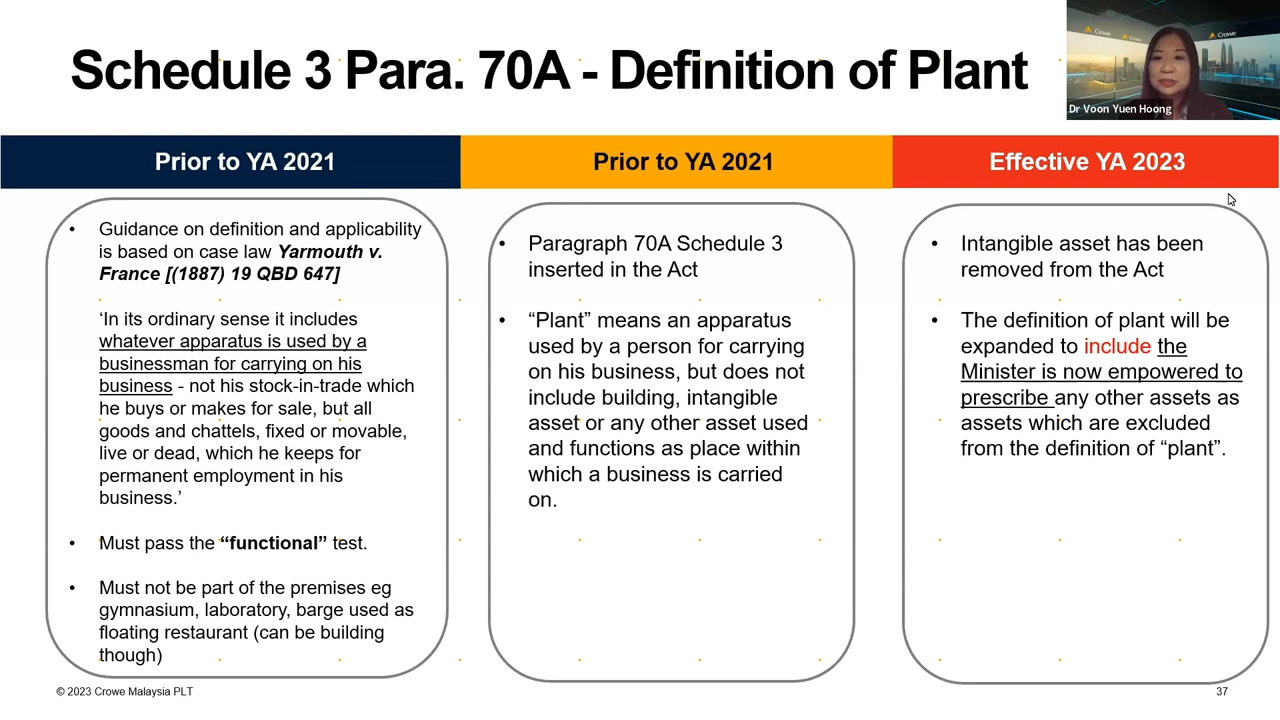 Schedule 3 Para. 70A - Definition of Plant
Crowe
Crowe
Crowe
Dr Voon Yuen Hoong
Prior to YA 2021
Prior to YA 2021
Effective YA 2023
• Guidance on definition and applicability
is based on case law Yarmouth v.
France [(1887) 19 QBD 647]
‘In its ordinary sense it includes
whatever apparatus is used by a
businessman for carrying on his
business - not his stock-in-trade which
he buys or makes for sale, but all
goods and chattels, fixed or movable,
live or dead, which he keeps for
permanent employment in his
business.’
• Must pass the “functional” test.
• Must not be part of the premises eg
gymnasium, laboratory, barge used as
floating restaurant (can be building
though)
• Paragraph 70A Schedule 3
inserted in the Act
• “Plant” means an apparatus
used by a person for carrying
on his business, but does not
include building, intangible
asset or any other asset used
and functions as place within
which a business is carried
on.
• Intangible asset has been
removed from the Act
• The definition of plant will be
expanded to include the
Minister is now empowered to
prescribe any other assets as
assets which are excluded
from the definition of “plant”.
© 2023 Crowe Malaysia PLT
37